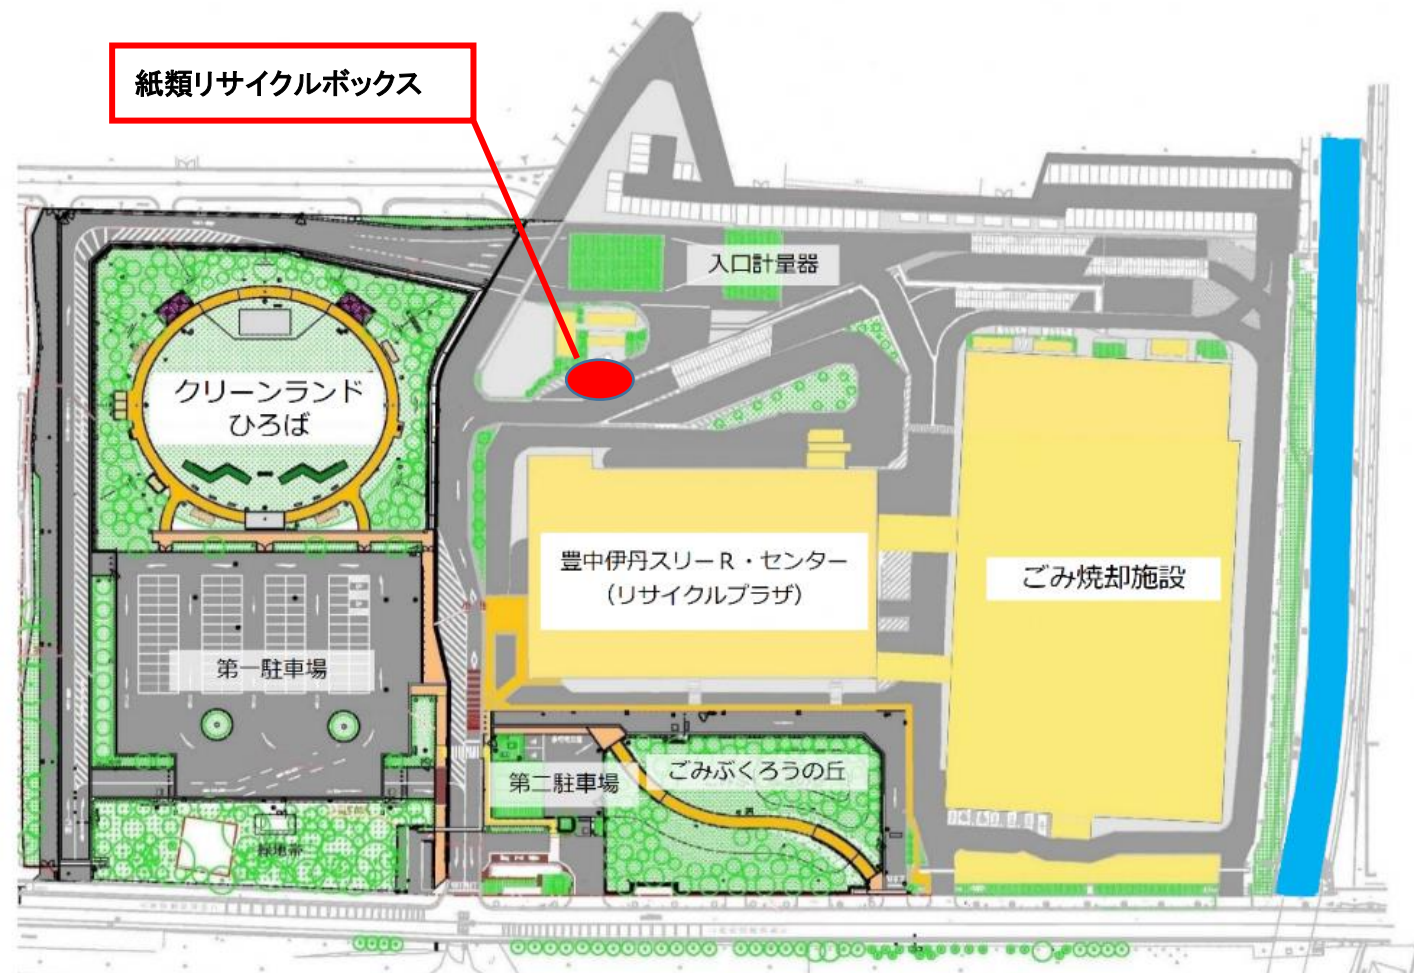 紙類リサイクルボックス
入口計量器
クリーンランド
ひろば
豊中伊丹スリーR・センター
(リサイクルプラザ)
ごみ焼却施設
第一駐車場
ごみぶくろうの丘
第二駐車場
緑地帯